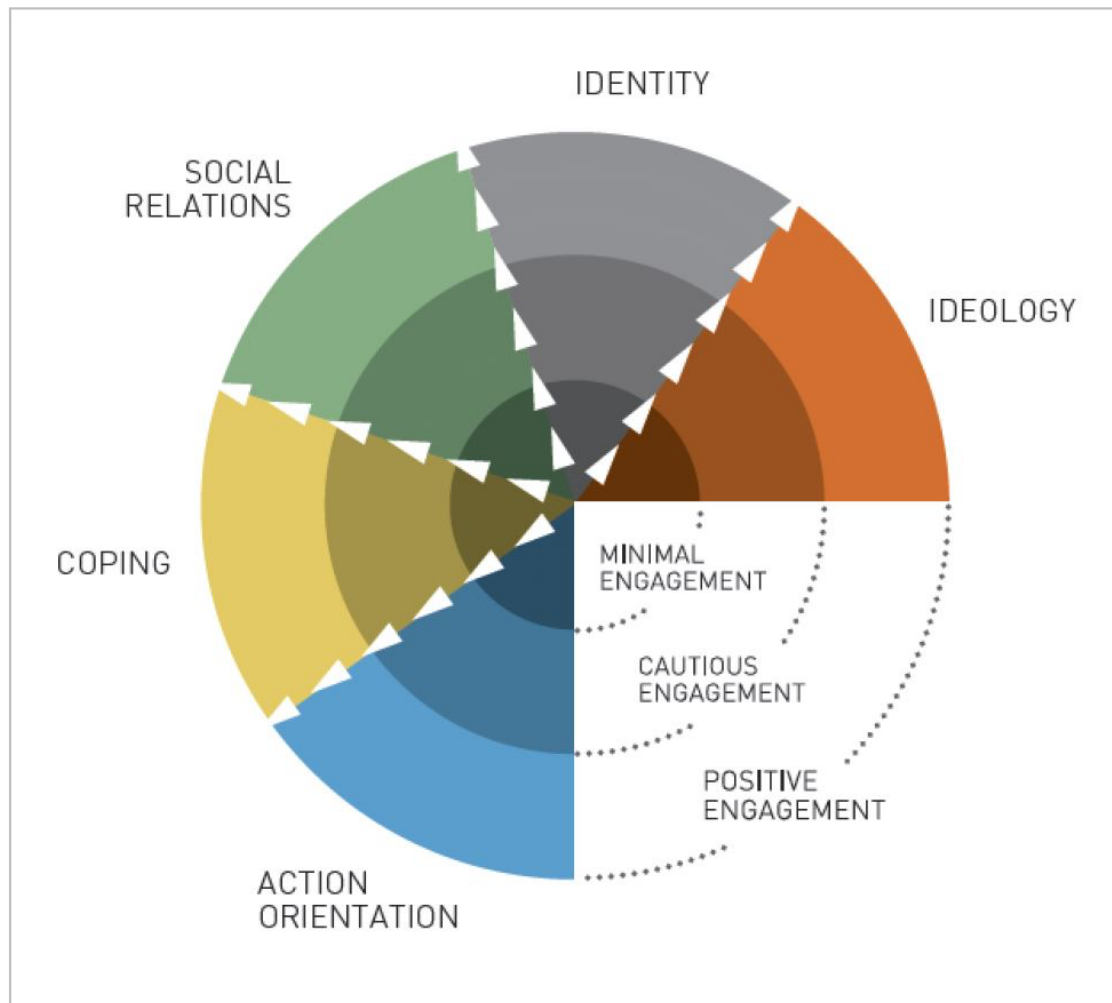 IDENTITY
SOCIAL
RELATIONS
IDEOLOGY
COPING
MINIMAL
ENGAGEMENT
CAUTIOUS
ENGAGEMENT
POSITIVE
ENGAGEMENT
ACTION
ORIENTATION